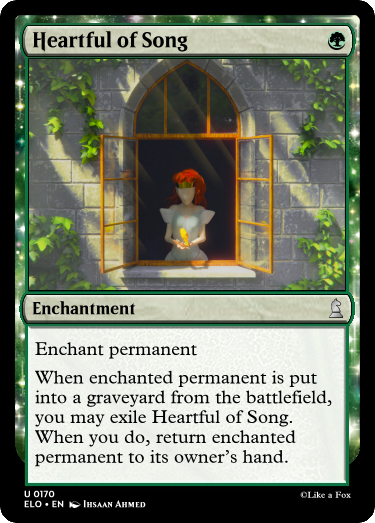 Heartful of Song
Enchantment
Enchant permanent
When enchanted permanent is put
into a graveyard from the battlefield,
you may exile Heartful of Song.
When you do, return enchanted
permanent to its owner's hand.
U 0170
ELO • EN Ihsaan Ahmed
©Like a Fox